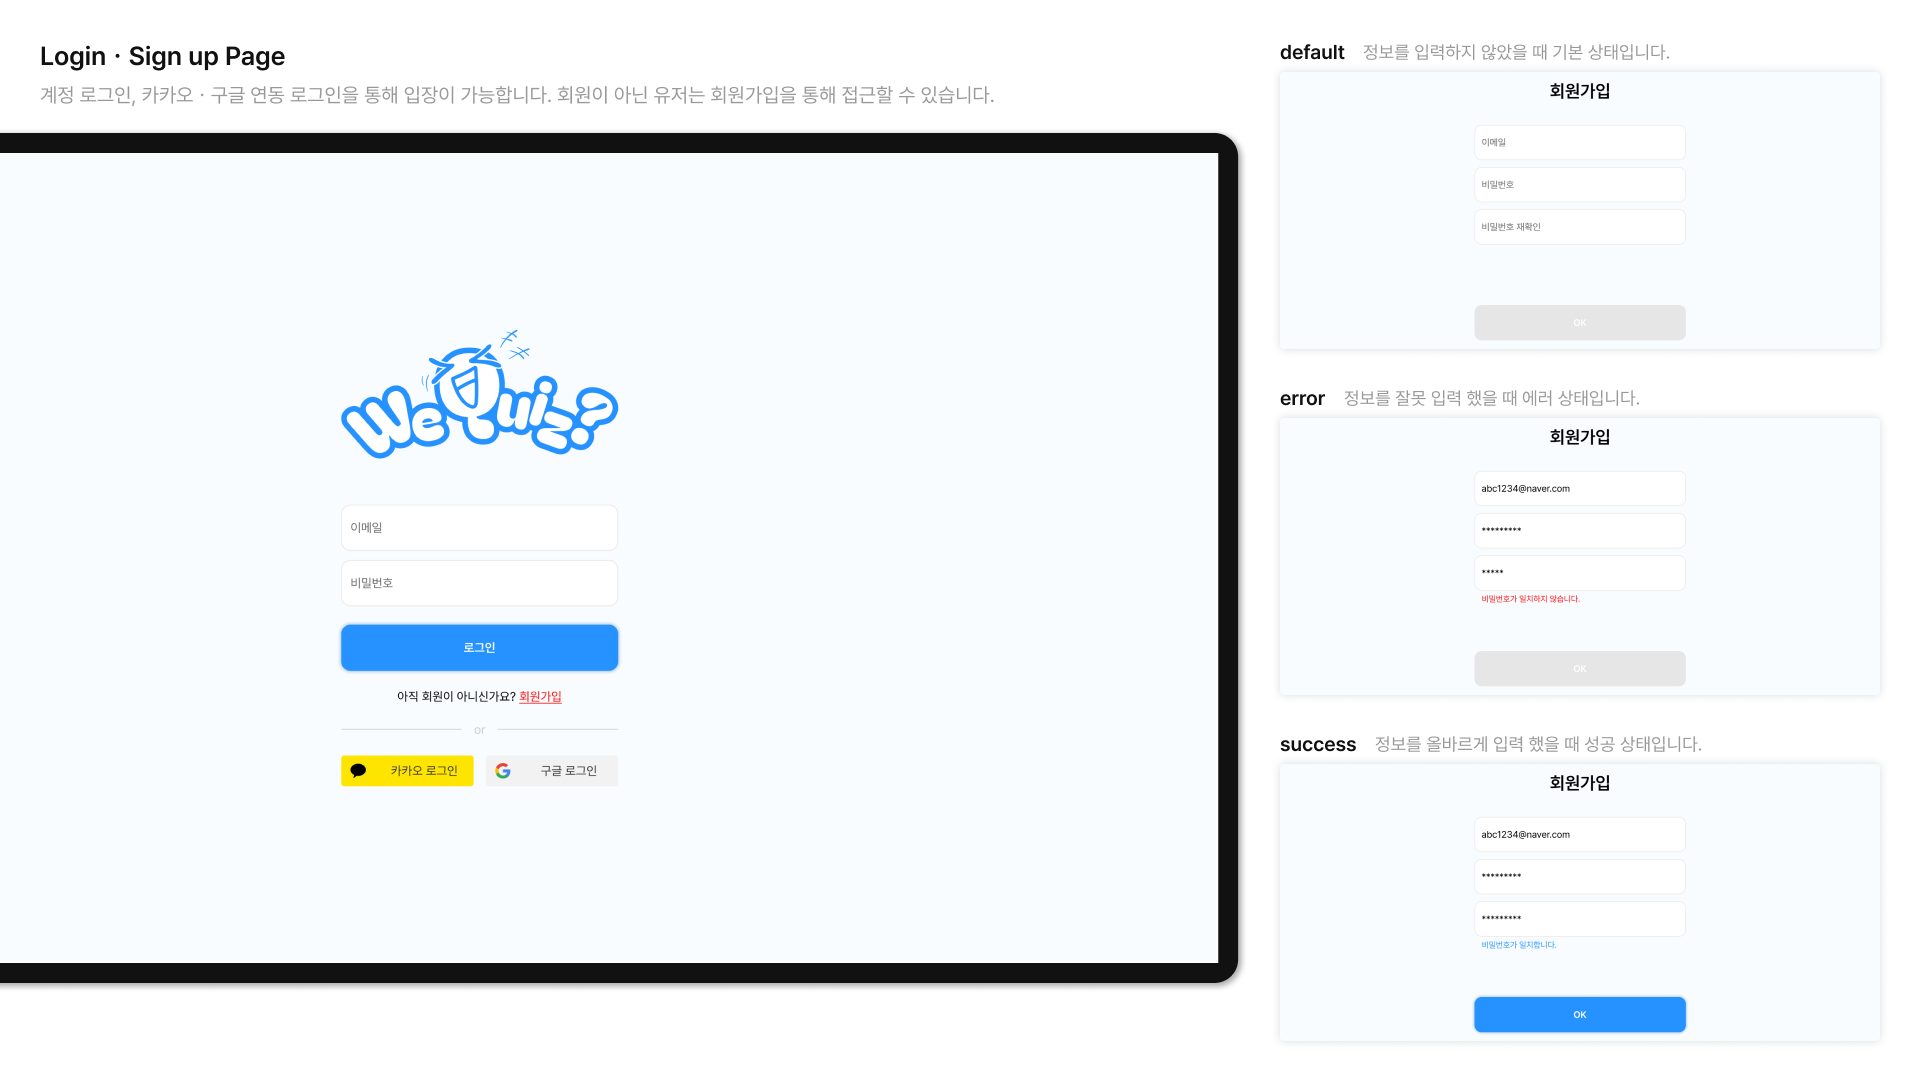 Login · Sign up Page
계정 로그인, 카카오 · 구글 연동 로그인을 통해 입장이 가능합니다. 회원이 아닌 유저는 회원가입을 통해 접근할 수 있습니다.
WeQuiz?
이메일
비밀번호
로그인
아직 회원이 아니신가요? 회원가입
or
카카오 로그인
구글 로그인
default 정보를 입력하지 않았을 때 기본 상태입니다.
회원가입
이메일
비밀번호
비밀번호 재확인
OK
error 정보를 잘못 입력 했을 때 에러 상태입니다.
회원가입
abc1234@naver.com
*********
*****
비밀번호가 일치하지 않습니다.
OK
success 정보를 올바르게 입력 했을 때 성공 상태입니다.
회원가입
abc1234@naver.com
*********
*********
비밀번호가 일치합니다.
OK